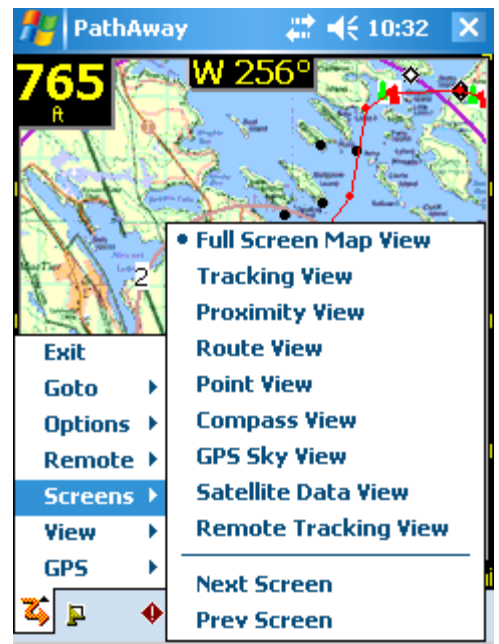 PathAway 10:32
765
ft
W 256°
2
Full Screen Map View
Tracking View
Proximity View
Route View
Point View
Compass View
GPS Sky View
Satellite Data View
Remote Tracking View
Next Screen
Prev Screen
Exit
Goto
Options
Remote
Screens
View
GPS